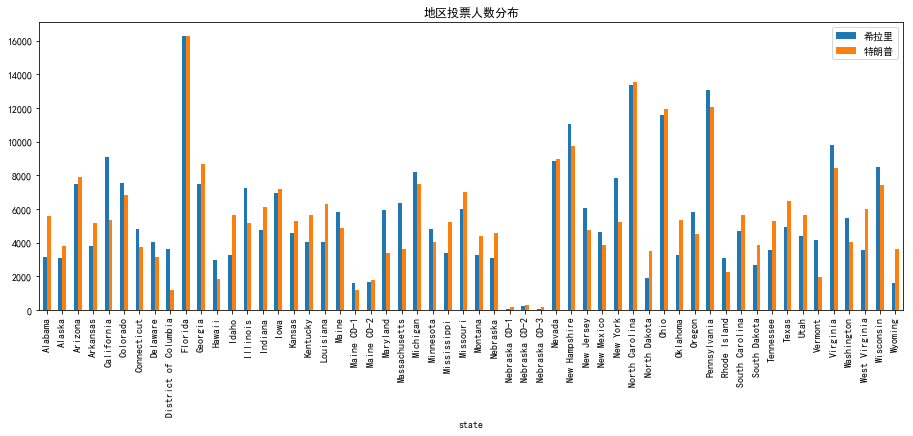 地区投票人数分布
希拉里
特朗普
16000
14000
12000
10000
8000
6000
4000
2000
0
Alabama
Alaska
Arizona
Arkansas
California
Colorado
Connecticut
Delaware
District of Columbia
Florida
Georgia
Hawaii
Idaho
Illinois
Indiana
Iowa
Kansas
Kentucky
Louisiana
Maine
Maine CD-1
Maine CD-2
Maryland
Massachusetts
Michigan
Minnesota
Mississippi
Missouri
Montana
Nebraska
Nebraska CD-1
Nebraska CD-2
Nebraska CD-3
Nevada
New Hampshire
New Jersey
New Mexico
New York
North Carolina
North Dakota
Ohio
Oklahoma
Oregon
Pennsylvania
Rhode Island
South Carolina
South Dakota
Tennessee
Texas
Utah
Vermont
Virginia
Washington
West Virginia
Wisconsin
Wyoming
state